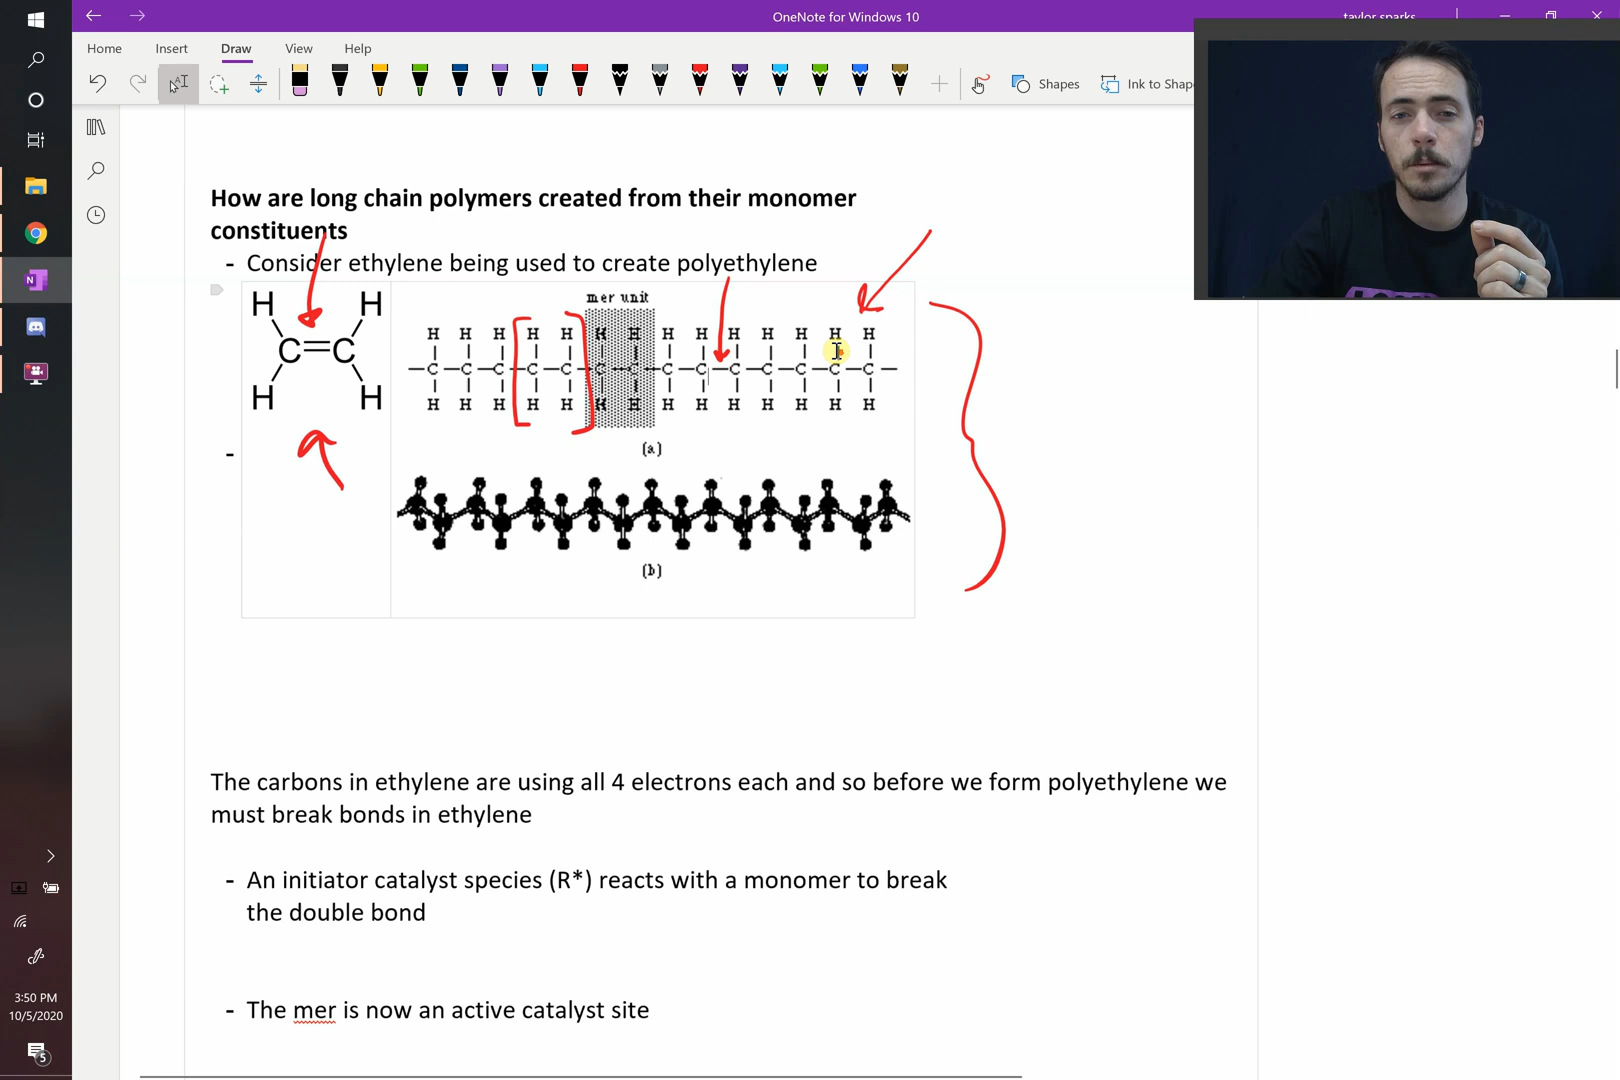 OneNote for Windows 10
taylor sparks
Home Insert Draw View Help
Shapes
Ink to Shap
How are long chain polymers created from their monomer
constituents
- Consider ethylene being used to create polyethylene
H H
C=C
H H
mer unit
H H H H H H H H H H H H H H
—C—C—C—C—C—C—C—C—C—C—C—C—C—C—
H H H H H H H H H H H H H H
(a)
-
(b)
The carbons in ethylene are using all 4 electrons each and so before we form polyethylene we
must break bonds in ethylene
- An initiator catalyst species (R*) reacts with a monomer to break
the double bond
- The mer is now an active catalyst site
3:50 PM
10/5/2020
5